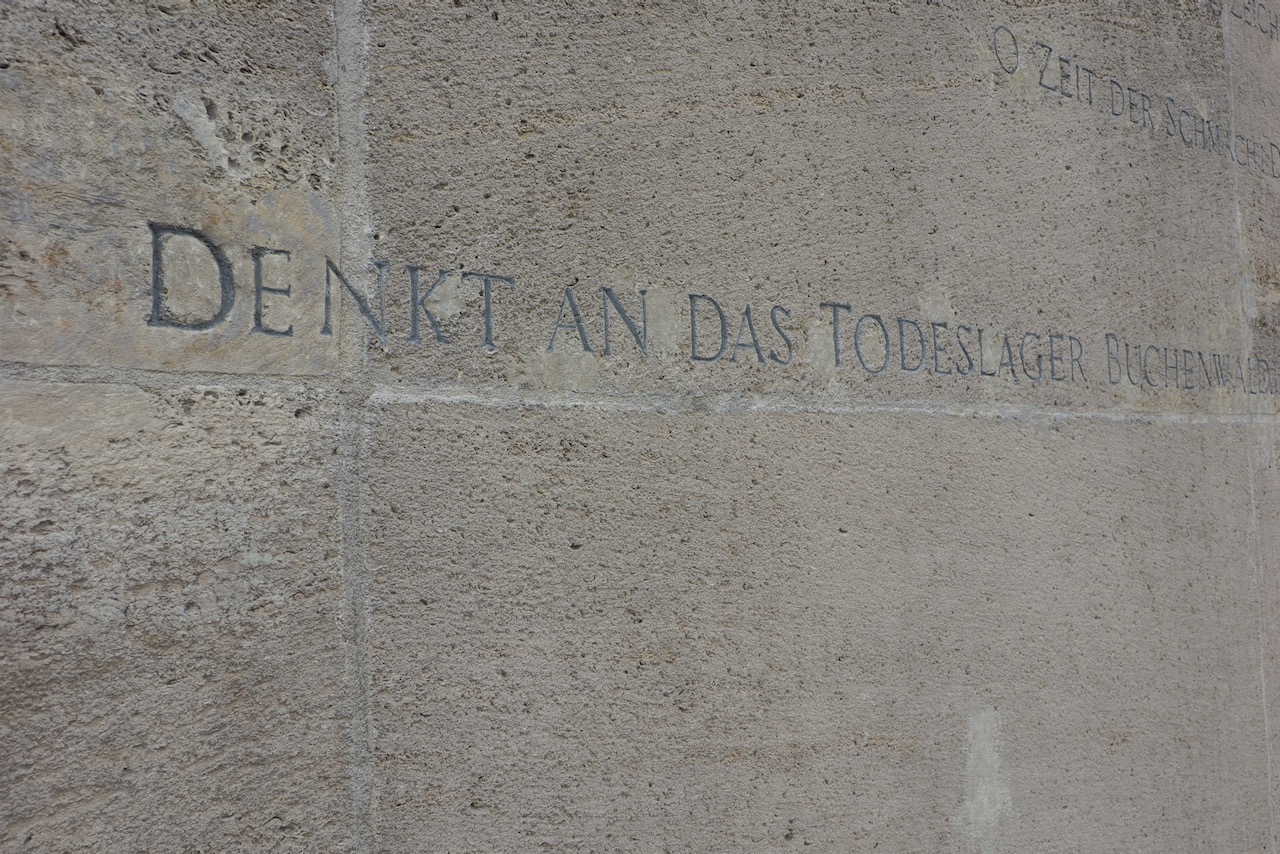 O ZEIT DER SCHMACH
DENKT AN DAS TODESLAGER BUCHENWALD